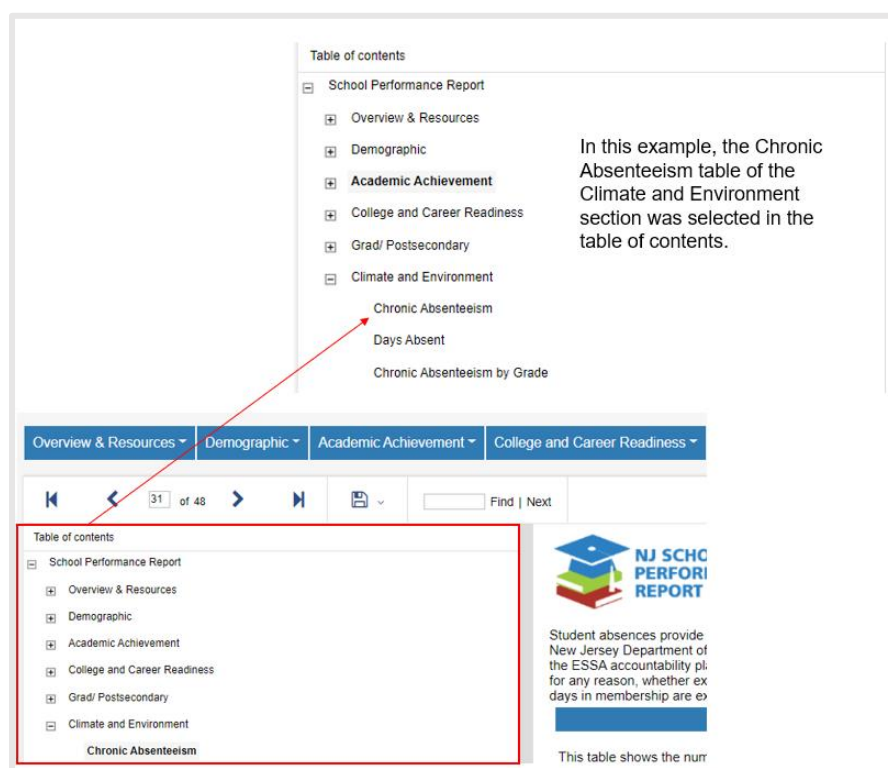 Table of contents
School Performance Report
Overview & Resources
Demographic
Academic Achievement
College and Career Readiness
Grad/ Postsecondary
Climate and Environment
Chronic Absenteeism
Days Absent
Chronic Absenteeism by Grade
In this example, the Chronic
Absenteeism table of the
Climate and Environment
section was selected in the
table of contents.
Overview & Resources Demographic Academic Achievement College and Career Readiness
31 of 48 Find | Next
Table of contents
School Performance Report
Overview & Resources
Demographic
Academic Achievement
College and Career Readiness
Grad/ Postsecondary
Climate and Environment
Chronic Absenteeism
NJ SCHO
PERFOR
REPORT
Student absences provide
New Jersey Department of
the ESSA accountability pl
for any reason, whether ex
days in membership are ex
This table shows the num